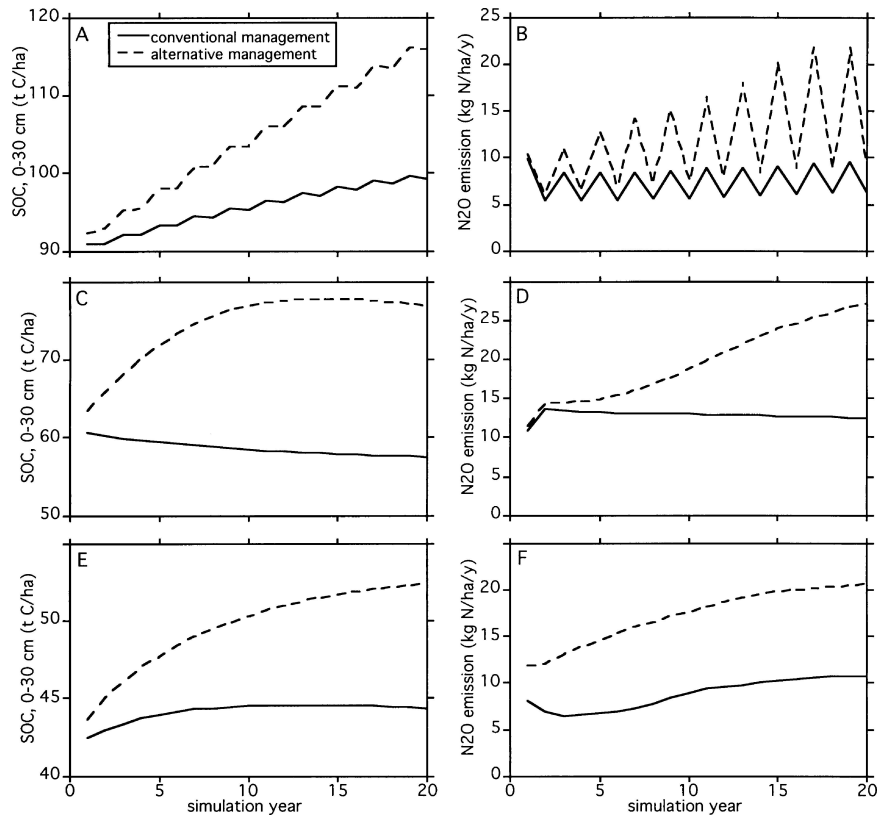 A
conventional management
alternative management
SOC, 0-30 cm (t C/ha)
120
110
100
90
B
N2O emission (kg N/ha/y)
25
20
15
10
5
0
C
SOC, 0-30 cm (t C/ha)
70
60
50
D
N2O emission (kg N/ha/y)
25
20
15
10
5
0
E
SOC, 0-30 cm (t C/ha)
50
45
40
0
5
10
15
20
simulation year
F
N2O emission (kg N/ha/y)
20
15
10
5
0
0
5
10
15
20
simulation year